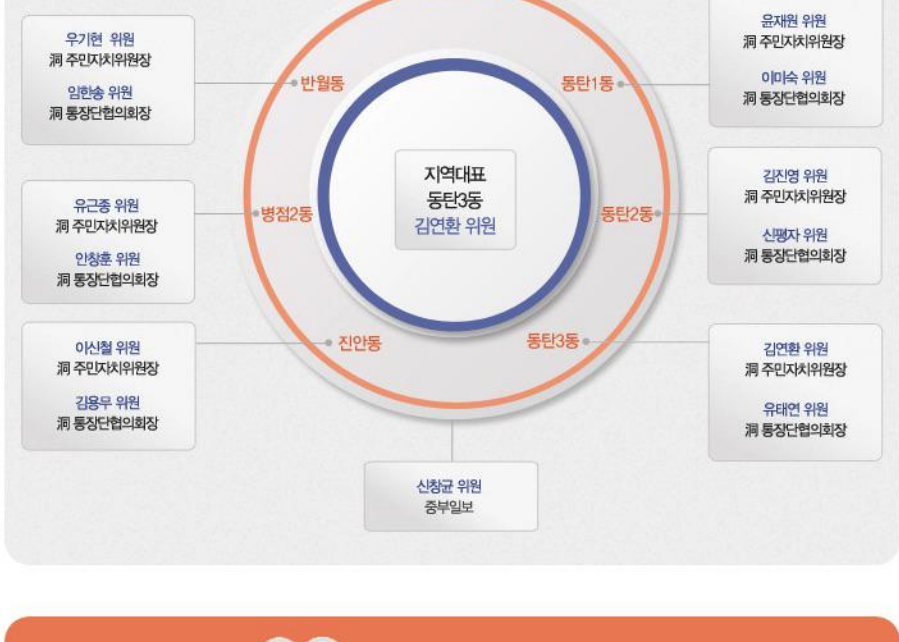 우기현 위원
洞 주민자치위원장
임한송 위원
洞 통장단협의회장
반월동
윤재원 위원
洞 주민자치위원장
이미숙 위원
洞 통장단협의회장
동탄1동
지역대표
동탄3동
김연환 위원
유근종 위원
洞 주민자치위원장
안창훈 위원
洞 통장단협의회장
병점2동
김진영 위원
洞 주민자치위원장
신평자 위원
洞 통장단협의회장
동탄2동
이신철 위원
洞 주민자치위원장
김용무 위원
洞 통장단협의회장
진안동
동탄3동
김연환 위원
洞 주민자치위원장
유태연 위원
洞 통장단협의회장
신창균 위원
중부일보